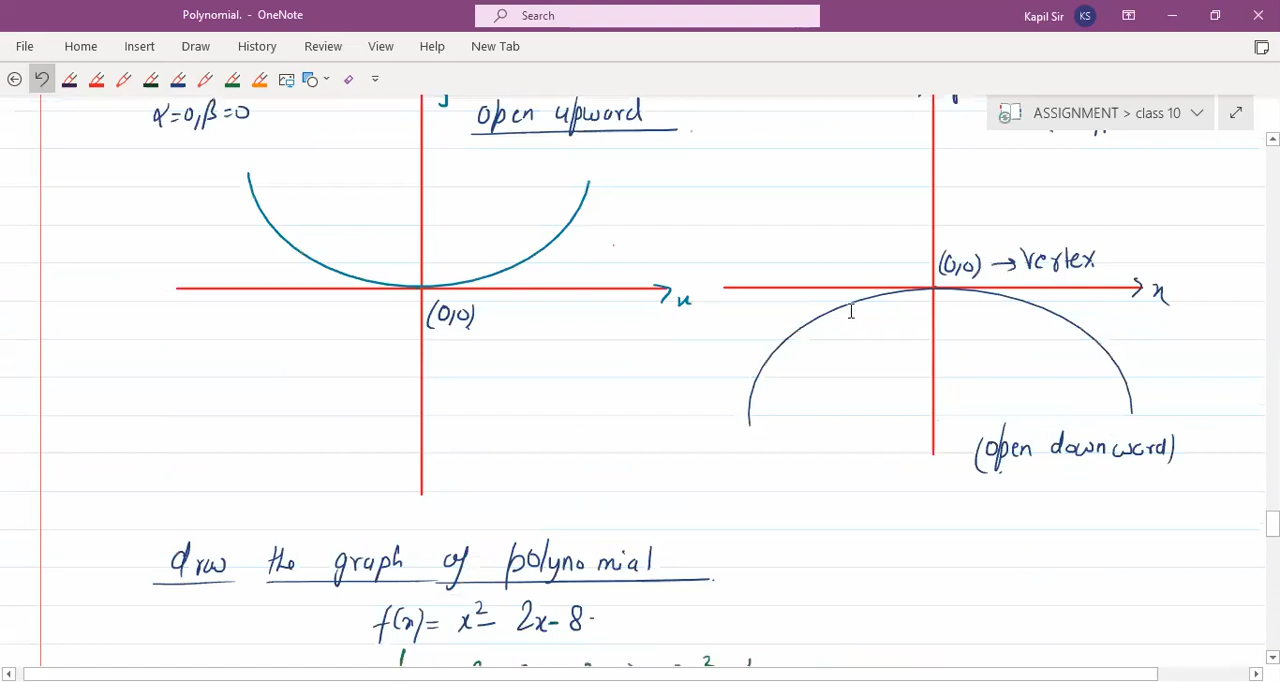 Polynomial. - OneNote
Search
Kapil Sir KS
File Home Insert Draw History Review View Help New Tab
ASSIGNMENT > class 10
α=0, β=0
open upward
(0,0) → Vertex
x
x
(0,0)
(open downward)
draw the graph of polynomial
f(x) = x² - 2x - 8.